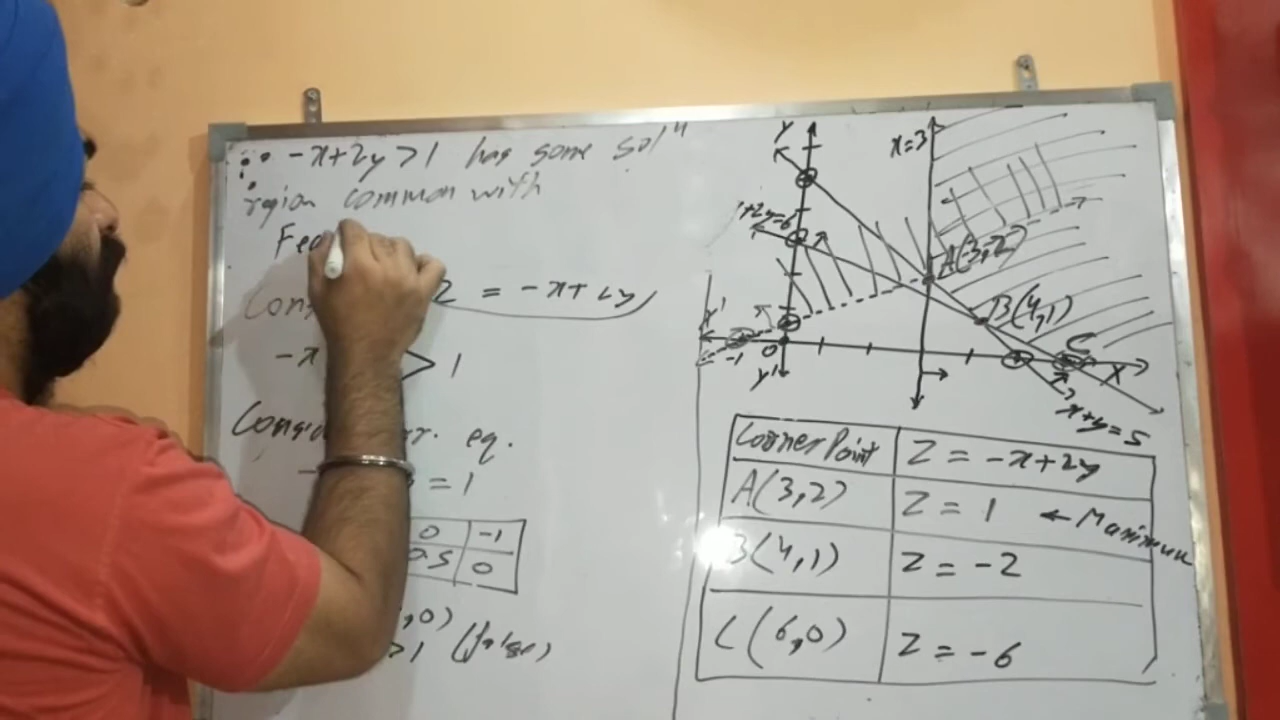 ∵ -x+2y>1 has some solⁿ
region common with
Fea
Z = -x+2y
-x > 1
eq.
= 1
0 -1
0.5 0
,0)
>1 (false)
Y
x=3
+2y=6
A(3,2)
B(4,1)
C
X'
-1
O
X
Y'
x+y=5
Corner Point Z = -x+2y
A(3,2) Z = 1 ← Maximum
B(4,1) Z = -2
C(6,0) Z = -6